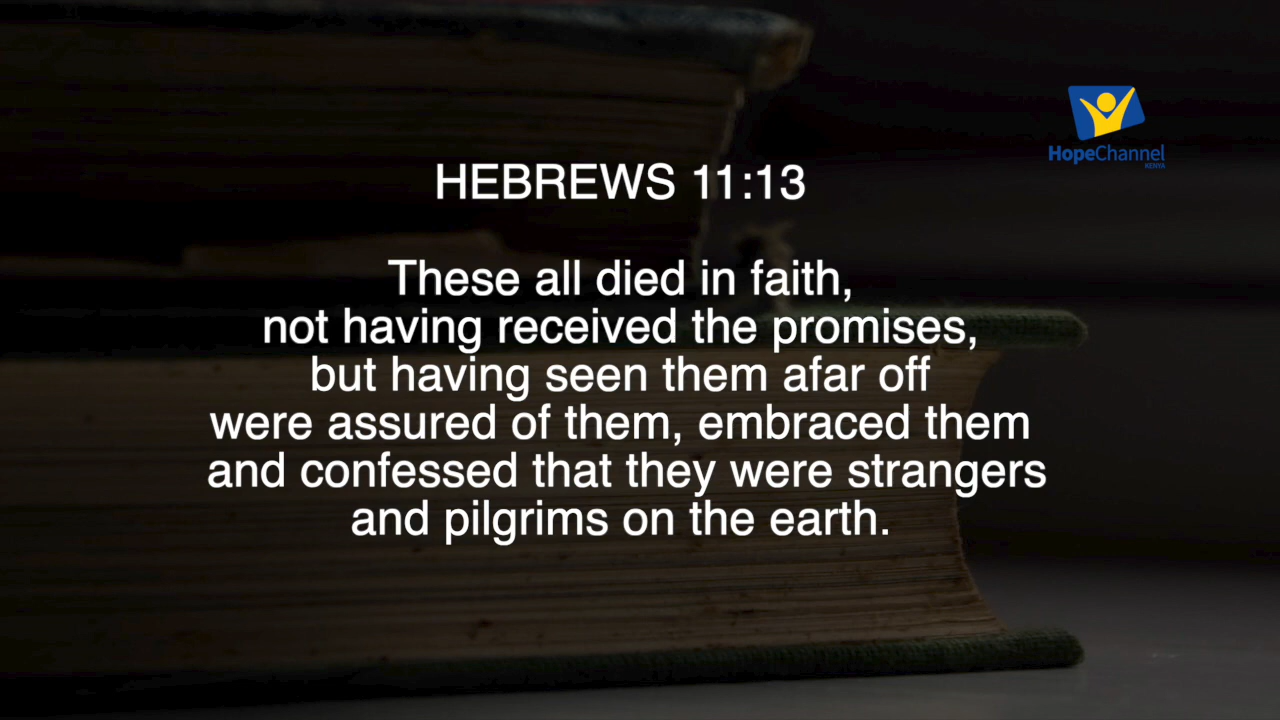 HopeChannel
KENYA
HEBREWS 11:13
These all died in faith,
not having received the promises,
but having seen them afar off
were assured of them, embraced them
and confessed that they were strangers
and pilgrims on the earth.